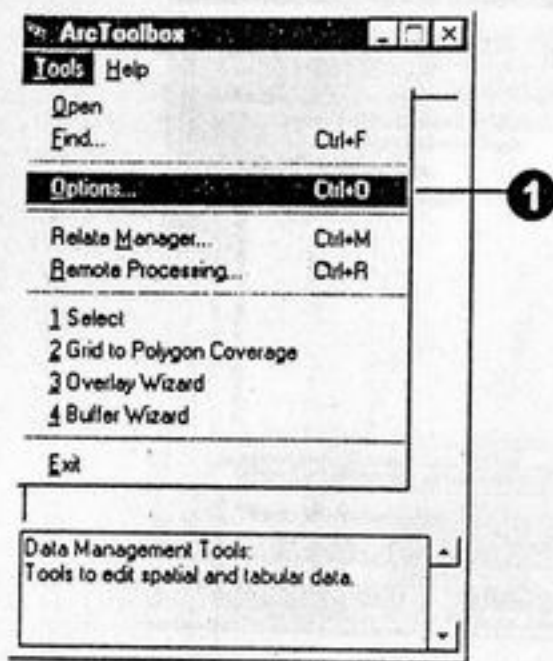 ArcToolbox
Tools Help
Open
Find... Ctrl+F
Options... Ctrl+O
1
Relate Manager... Ctrl+M
Remote Processing... Ctrl+R
1 Select
2 Grid to Polygon Coverage
3 Overlay Wizard
4 Buffer Wizard
Exit
Data Management Tools:
Tools to edit spatial and tabular data.